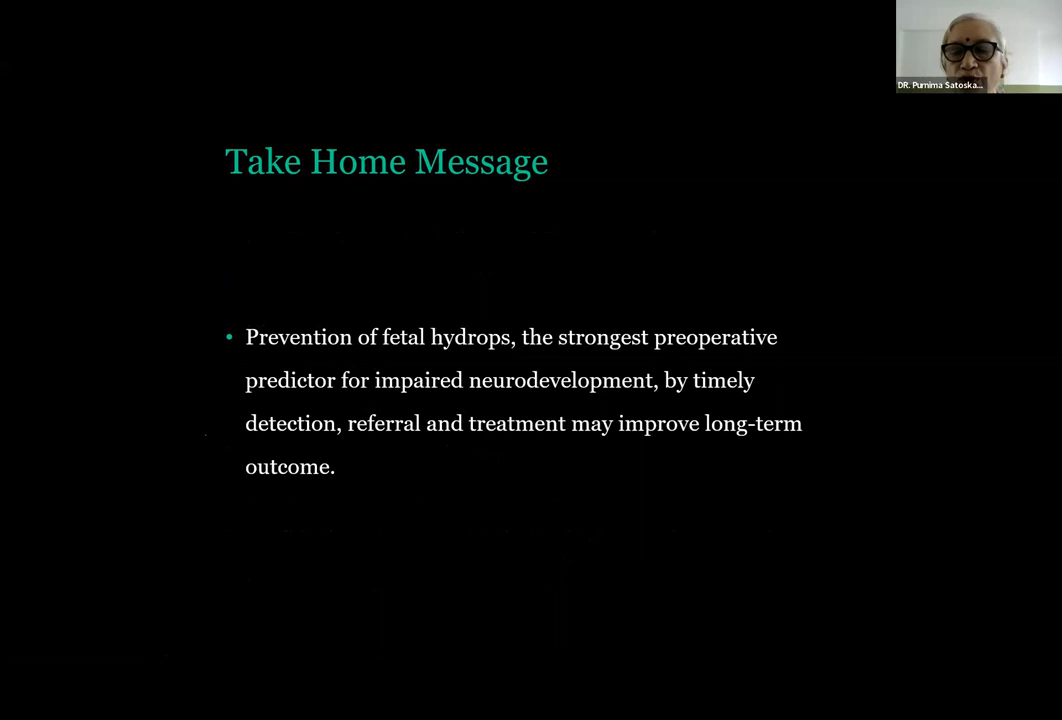 DR. Purnima Satoska...
Take Home Message
• Prevention of fetal hydrops, the strongest preoperative
predictor for impaired neurodevelopment, by timely
detection, referral and treatment may improve long-term
outcome.